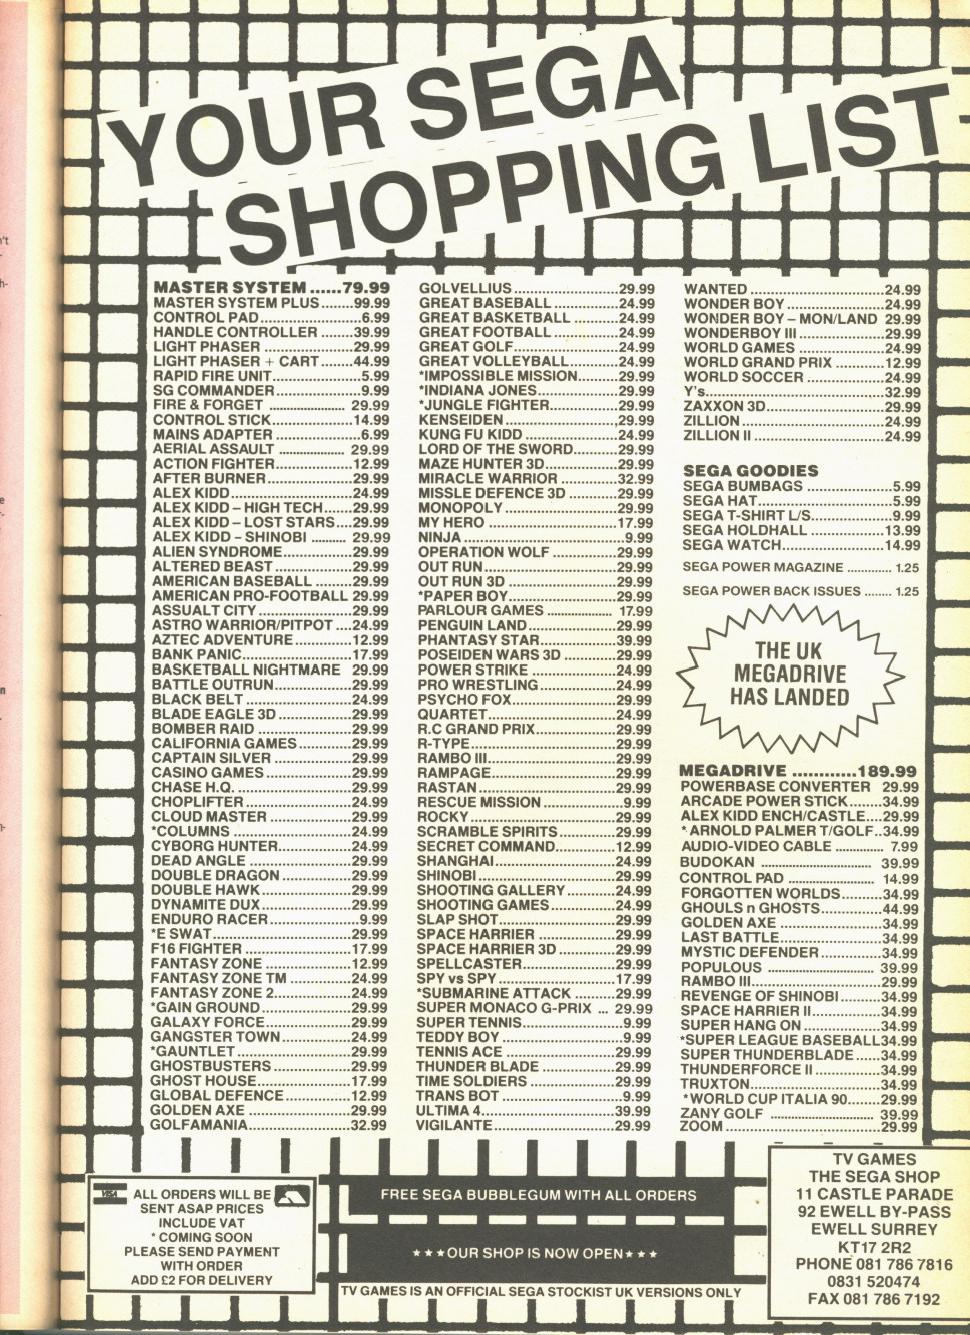 YOUR SEGA
SHOPPING LIST
MASTER SYSTEM ......79.99
MASTER SYSTEM PLUS......99.99
CONTROL PAD......6.99
HANDLE CONTROLLER ......39.99
LIGHT PHASER ......29.99
LIGHT PHASER + CART ......44.99
RAPID FIRE UNIT......5.99
SG COMMANDER......9.99
FIRE & FORGET ...... 29.99
CONTROL STICK......14.99
MAINS ADAPTER ......6.99
AERIAL ASSAULT ...... 29.99
ACTION FIGHTER......12.99
AFTER BURNER......29.99
ALEX KIDD......24.99
ALEX KIDD – HIGH TECH......29.99
ALEX KIDD – LOST STARS....29.99
ALEX KIDD – SHINOBI ...... 29.99
ALIEN SYNDROME......29.99
ALTERED BEAST......29.99
AMERICAN BASEBALL ......29.99
AMERICAN PRO-FOOTBALL 29.99
ASSUALT CITY......29.99
ASTRO WARRIOR/PITPOT ....24.99
AZTEC ADVENTURE......12.99
BANK PANIC......17.99
BASKETBALL NIGHTMARE 29.99
BATTLE OUTRUN......29.99
BLACK BELT......24.99
BLADE EAGLE 3D......29.99
BOMBER RAID ......29.99
CALIFORNIA GAMES......29.99
CAPTAIN SILVER ......29.99
CASINO GAMES......29.99
CHASE H.Q. ......29.99
CHOPLIFTER......24.99
CLOUD MASTER ......29.99
*COLUMNS ......24.99
CYBORG HUNTER......24.99
DEAD ANGLE ......29.99
DOUBLE DRAGON......29.99
DOUBLE HAWK......29.99
DYNAMITE DUX......29.99
ENDURO RACER......9.99
*E SWAT......29.99
F16 FIGHTER ......17.99
FANTASY ZONE ......12.99
FANTASY ZONE TM ......24.99
FANTASY ZONE 2......24.99
*GAIN GROUND......29.99
GALAXY FORCE......29.99
GANGSTER TOWN......24.99
*GAUNTLET......29.99
GHOSTBUSTERS......29.99
GHOST HOUSE......17.99
GLOBAL DEFENCE......12.99
GOLDEN AXE ......29.99
GOLFAMANIA......32.99
GOLVELLIUS......29.99
GREAT BASEBALL ......24.99
GREAT BASKETBALL ......24.99
GREAT FOOTBALL ......24.99
GREAT GOLF......24.99
GREAT VOLLEYBALL......24.99
*IMPOSSIBLE MISSION......29.99
*INDIANA JONES......29.99
*JUNGLE FIGHTER......29.99
KENSEIDEN......29.99
KUNG FU KIDD ......24.99
LORD OF THE SWORD......29.99
MAZE HUNTER 3D......29.99
MIRACLE WARRIOR ......32.99
MISSLE DEFENCE 3D ......29.99
MONOPOLY......29.99
MY HERO ......17.99
NINJA ......9.99
OPERATION WOLF ......29.99
OUT RUN......29.99
OUT RUN 3D ......29.99
*PAPER BOY......29.99
PARLOUR GAMES ...... 17.99
PENGUIN LAND......29.99
PHANTASY STAR......39.99
POSEIDEN WARS 3D ......29.99
POWER STRIKE ......24.99
PRO WRESTLING......24.99
PSYCHO FOX......29.99
QUARTET......24.99
R.C GRAND PRIX......29.99
R-TYPE......29.99
RAMBO III......29.99
RAMPAGE......29.99
RASTAN......29.99
RESCUE MISSION ......9.99
ROCKY......29.99
SCRAMBLE SPIRITS......29.99
SECRET COMMAND......12.99
SHANGHAI......24.99
SHINOBI......29.99
SHOOTING GALLERY......24.99
SHOOTING GAMES......24.99
SLAP SHOT......29.99
SPACE HARRIER ......29.99
SPACE HARRIER 3D......29.99
SPELLCASTER......29.99
SPY vs SPY......17.99
*SUBMARINE ATTACK ......29.99
SUPER MONACO G-PRIX ... 29.99
SUPER TENNIS......9.99
TEDDY BOY......9.99
TENNIS ACE......29.99
THUNDER BLADE ......29.99
TIME SOLDIERS ......29.99
TRANS BOT ......9.99
ULTIMA 4......39.99
VIGILANTE......29.99
WANTED ......24.99
WONDER BOY ......24.99
WONDER BOY – MON/LAND 29.99
WONDERBOY III......29.99
WORLD GAMES ......24.99
WORLD GRAND PRIX ......12.99
WORLD SOCCER ......24.99
Y's......32.99
ZAXXON 3D......29.99
ZILLION ......24.99
ZILLION II......24.99
SEGA GOODIES
SEGA BUMBAGS ......5.99
SEGA HAT......5.99
SEGA T-SHIRT L/S......9.99
SEGA HOLDHALL ......13.99
SEGA WATCH......14.99
SEGA POWER MAGAZINE ...... 1.25
SEGA POWER BACK ISSUES ...... 1.25
THE UK
MEGADRIVE
HAS LANDED
MEGADRIVE ......189.99
POWERBASE CONVERTER 29.99
ARCADE POWER STICK......34.99
ALEX KIDD ENCH/CASTLE....29.99
*ARNOLD PALMER T/GOLF..34.99
AUDIO-VIDEO CABLE ...... 7.99
BUDOKAN ...... 39.99
CONTROL PAD ...... 14.99
FORGOTTEN WORLDS......34.99
GHOULS n GHOSTS......44.99
GOLDEN AXE ......34.99
LAST BATTLE......34.99
MYSTIC DEFENDER......34.99
POPULOUS ...... 39.99
RAMBO III......29.99
REVENGE OF SHINOBI......34.99
SPACE HARRIER II......34.99
SUPER HANG ON ......34.99
*SUPER LEAGUE BASEBALL34.99
SUPER THUNDERBLADE......34.99
THUNDERFORCE II ......34.99
TRUXTON......34.99
*WORLD CUP ITALIA 90......29.99
ZANY GOLF ...... 39.99
ZOOM......29.99
VISA
ALL ORDERS WILL BE
SENT ASAP PRICES
INCLUDE VAT
* COMING SOON
PLEASE SEND PAYMENT
WITH ORDER
ADD £2 FOR DELIVERY
FREE SEGA BUBBLEGUM WITH ALL ORDERS
★★★OUR SHOP IS NOW OPEN★★★
TV GAMES IS AN OFFICIAL SEGA STOCKIST UK VERSIONS ONLY
TV GAMES
THE SEGA SHOP
11 CASTLE PARADE
92 EWELL BY-PASS
EWELL SURREY
KT17 2R2
PHONE 081 786 7816
0831 520474
FAX 081 786 7192